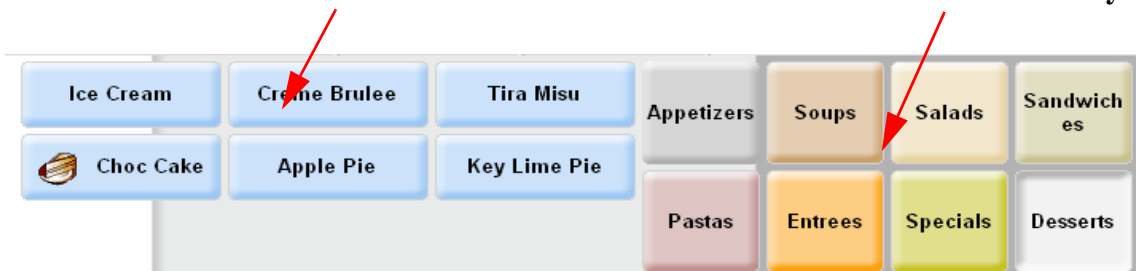 Ice Cream
Creme Brulee
Tira Misu
Choc Cake
Apple Pie
Key Lime Pie
Appetizers
Soups
Salads
Sandwich
es
Pastas
Entrees
Specials
Desserts